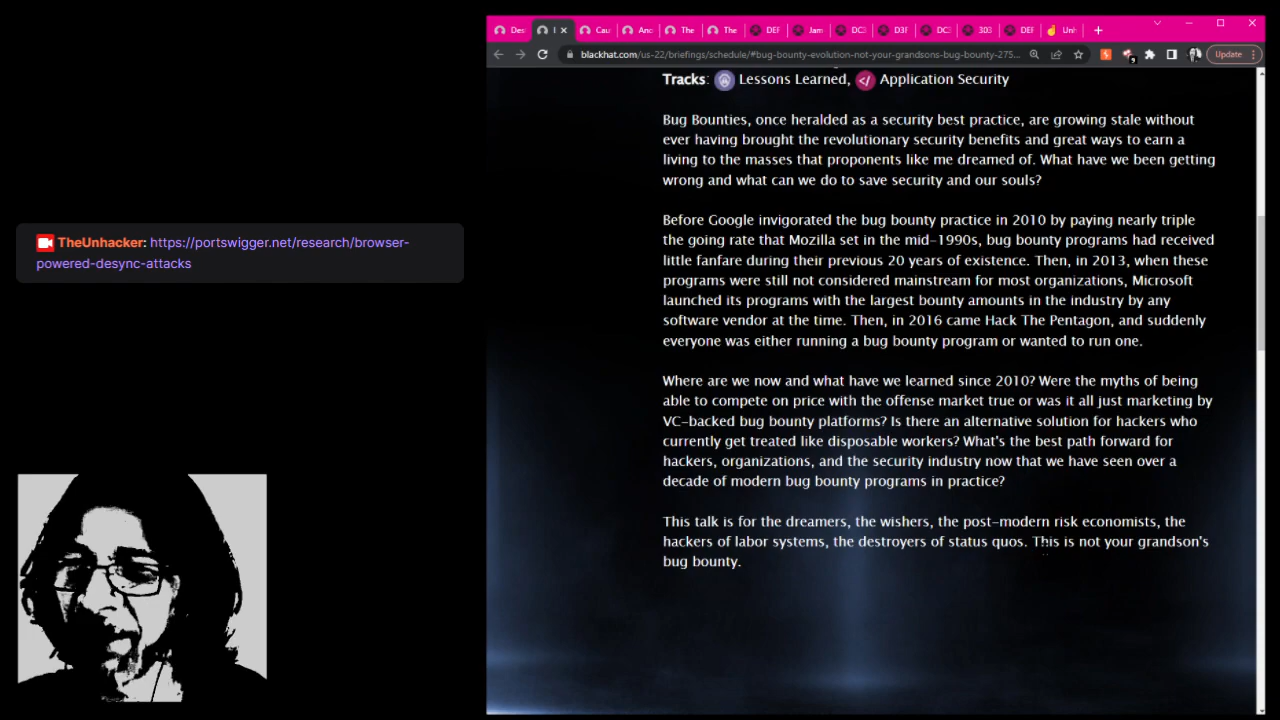 Des
I
Cau
Ano
The
The
DEF
Jam
DC3
D3F
DC3
303
DEF
Unh
blackhat.com/us-22/briefings/schedule/#bug-bounty-evolution-not-your-grandsons-bug-bounty-275...
9
Update
Tracks: Lessons Learned, Application Security
Bug Bounties, once heralded as a security best practice, are growing stale without
ever having brought the revolutionary security benefits and great ways to earn a
living to the masses that proponents like me dreamed of. What have we been getting
wrong and what can we do to save security and our souls?
Before Google invigorated the bug bounty practice in 2010 by paying nearly triple
the going rate that Mozilla set in the mid-1990s, bug bounty programs had received
little fanfare during their previous 20 years of existence. Then, in 2013, when these
programs were still not considered mainstream for most organizations, Microsoft
launched its programs with the largest bounty amounts in the industry by any
software vendor at the time. Then, in 2016 came Hack The Pentagon, and suddenly
everyone was either running a bug bounty program or wanted to run one.
Where are we now and what have we learned since 2010? Were the myths of being
able to compete on price with the offense market true or was it all just marketing by
VC-backed bug bounty platforms? Is there an alternative solution for hackers who
currently get treated like disposable workers? What's the best path forward for
hackers, organizations, and the security industry now that we have seen over a
decade of modern bug bounty programs in practice?
This talk is for the dreamers, the wishers, the post-modern risk economists, the
hackers of labor systems, the destroyers of status quos. This is not your grandson's
bug bounty.
TheUnhacker: https://portswigger.net/research/browser-
powered-desync-attacks